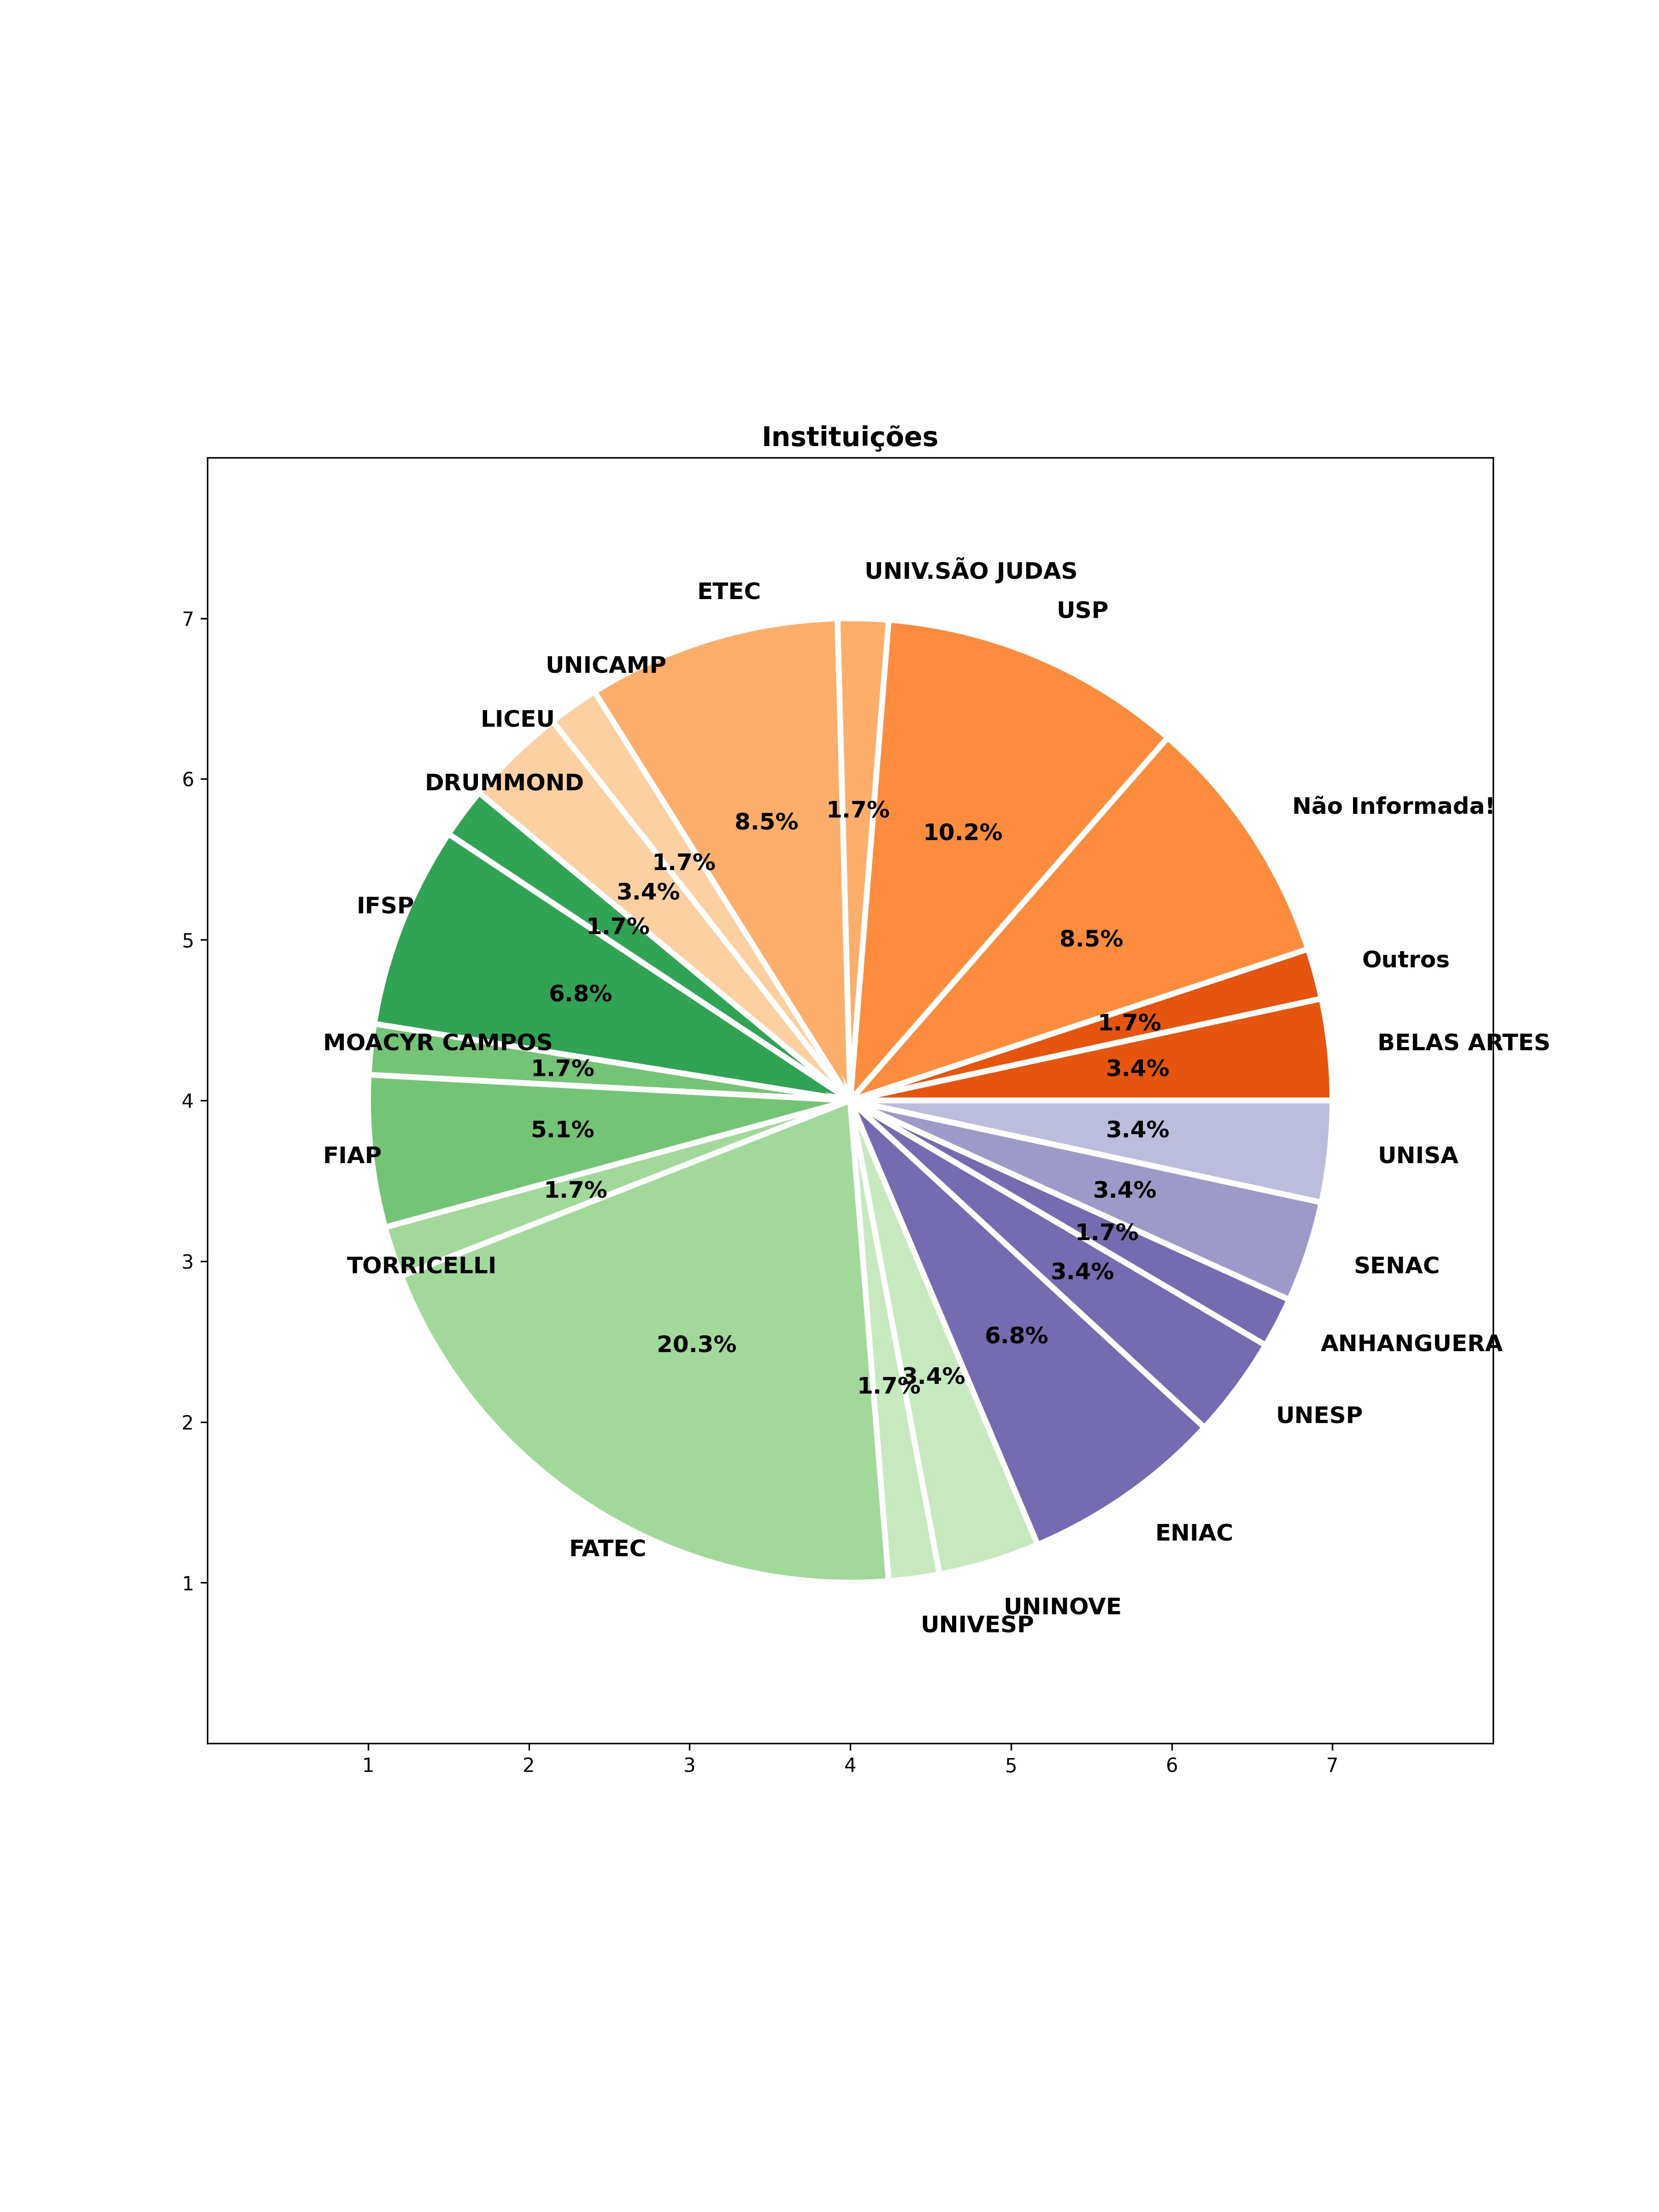 Instituições
UNIV.SÃO JUDAS
ETEC
USP
7
UNICAMP
LICEU
DRUMMOND
6
Não Informada!
1.7%
8.5%
10.2%
1.7%
3.4%
IFSP
1.7%
5
8.5%
Outros
6.8%
1.7%
MOACYR CAMPOS
BELAS ARTES
1.7%
3.4%
4
5.1%
3.4%
FIAP
UNISA
1.7%
3.4%
1.7%
3
TORRICELLI
3.4%
SENAC
20.3%
6.8%
ANHANGUERA
3.4%
1.7%
2
UNESP
ENIAC
FATEC
1
UNINOVE
UNIVESP
1 2 3 4 5 6 7